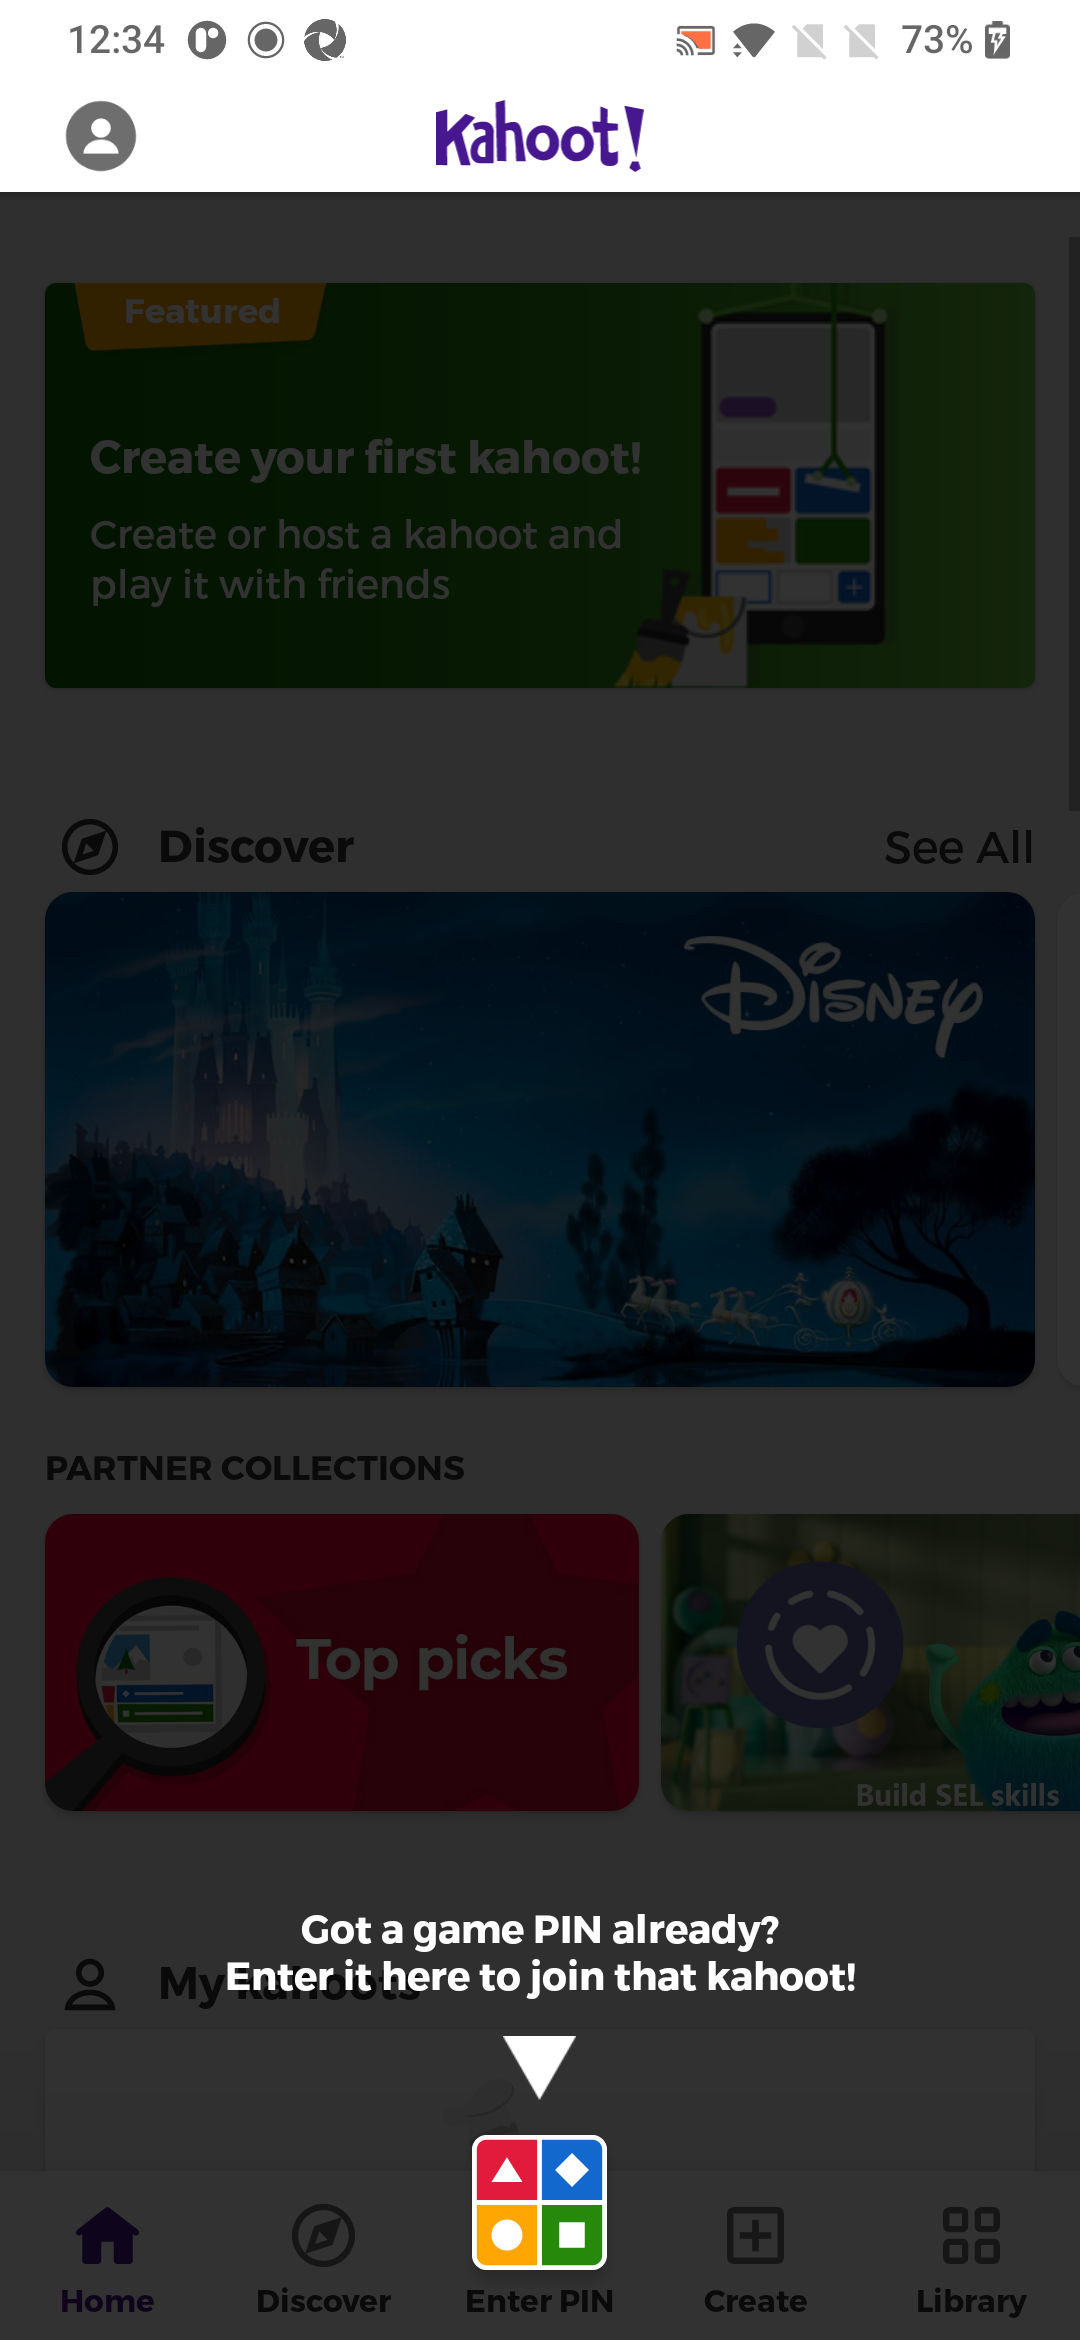 12:34
73%
Kahoot!
Featured
Create your first kahoot!
Create or host a kahoot and
play it with friends
Discover
See All
Disney
PARTNER COLLECTIONS
Top picks
Build SEL skills
Got a game PIN already?
Enter it here to join that kahoot!
My kahoots
Home
Discover
Enter PIN
Create
Library